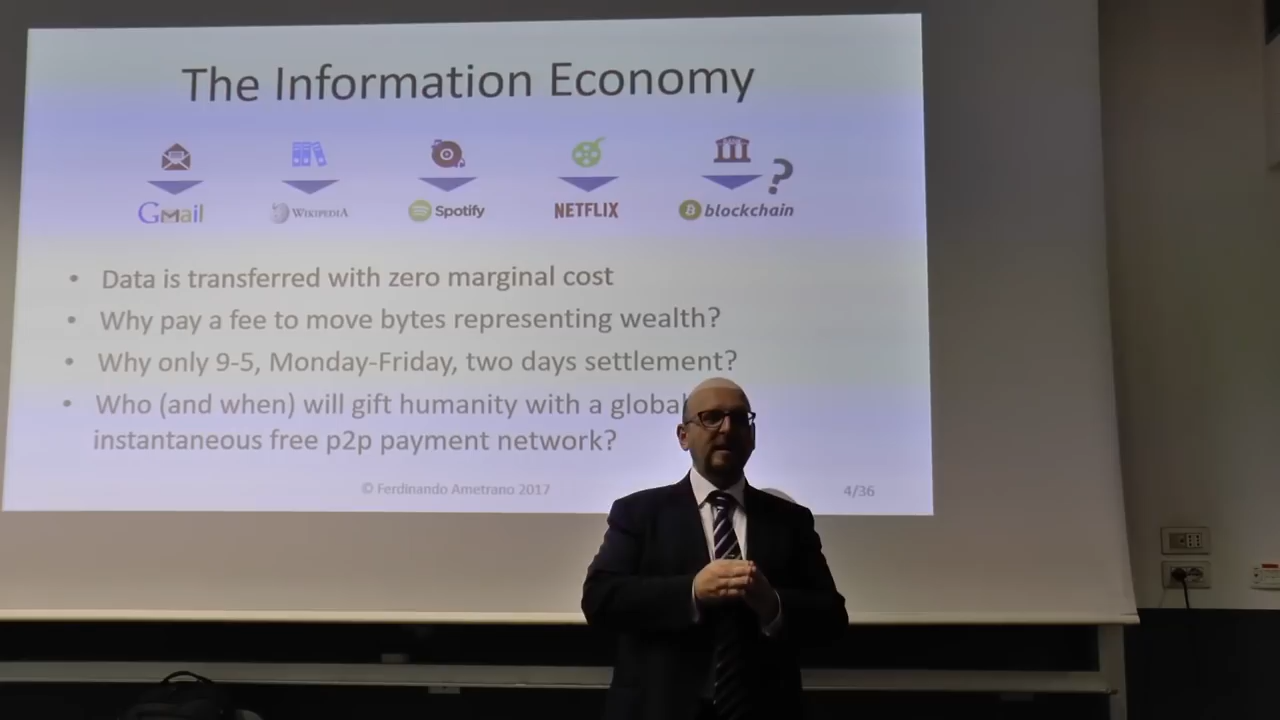 The Information Economy
Gmail
WIKIPEDIA
Spotify
NETFLIX
?
blockchain
• Data is transferred with zero marginal cost
• Why pay a fee to move bytes representing wealth?
• Why only 9-5, Monday-Friday, two days settlement?
• Who (and when) will gift humanity with a global
instantaneous free p2p payment network?
© Ferdinando Ametrano 2017
4/36